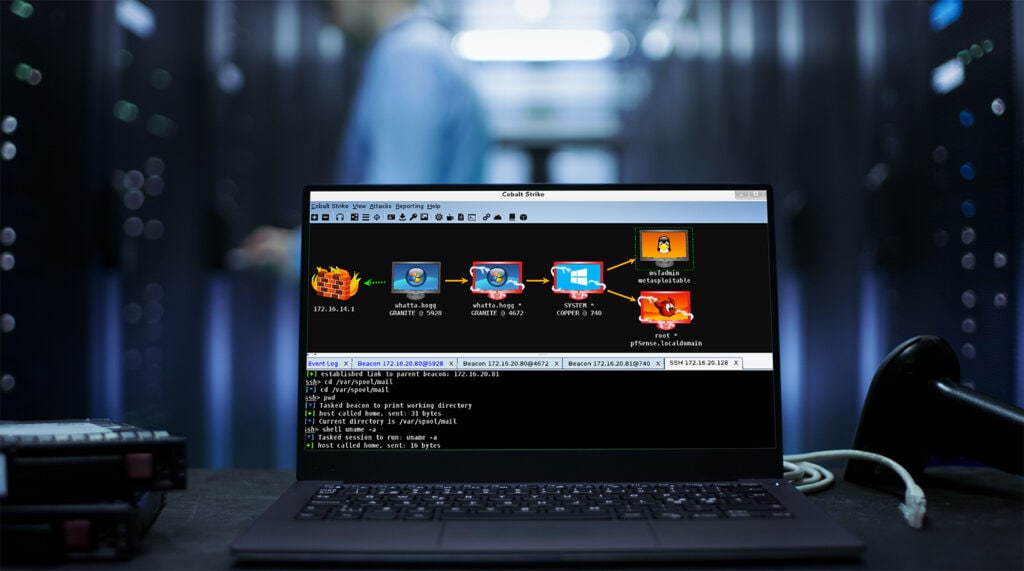 Cobalt Strike
Cobalt Strike View Attacks Reporting Help
172.16.14.1
whatta.hogg
GRANITE @ 5928
whatta.hogg *
GRANITE @ 4672
SYSTEM *
COPPER @ 740
msfadmin
metasploitable
root *
pfSense.localdomain
Event Log X Beacon 172.16.20.80@5928 X Beacon 172.16.20.80@4672 X Beacon 172.16.20.81@740 X SSH 172.16.20.128 X
[+] established link to parent beacon: 172.16.20.81
ssh> cd /var/spool/mail
[*] cd /var/spool/mail
ssh> pwd
[*] Tasked beacon to print working directory
[+] host called home, sent: 31 bytes
[*] Current directory is /var/spool/mail
ssh> shell uname -a
[*] Tasked session to run: uname -a
[+] host called home, sent: 16 bytes